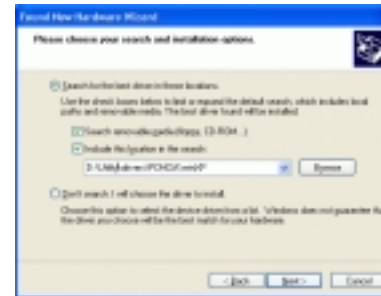 Found New Hardware Wizard
Please choose your search and installation options.
Search for the best driver in these locations.
Use the check boxes below to limit or expand the default search, which includes local
paths and removable media. The best driver found will be installed.
Search removable media (floppy, CD-ROM...)
Include this location in the search:
Browse
Don't search. I will choose the driver to install.
Choose this option to select the device driver from a list. Windows does not guarantee that
the driver you choose will be the best match for your hardware.
< Back Next > Cancel